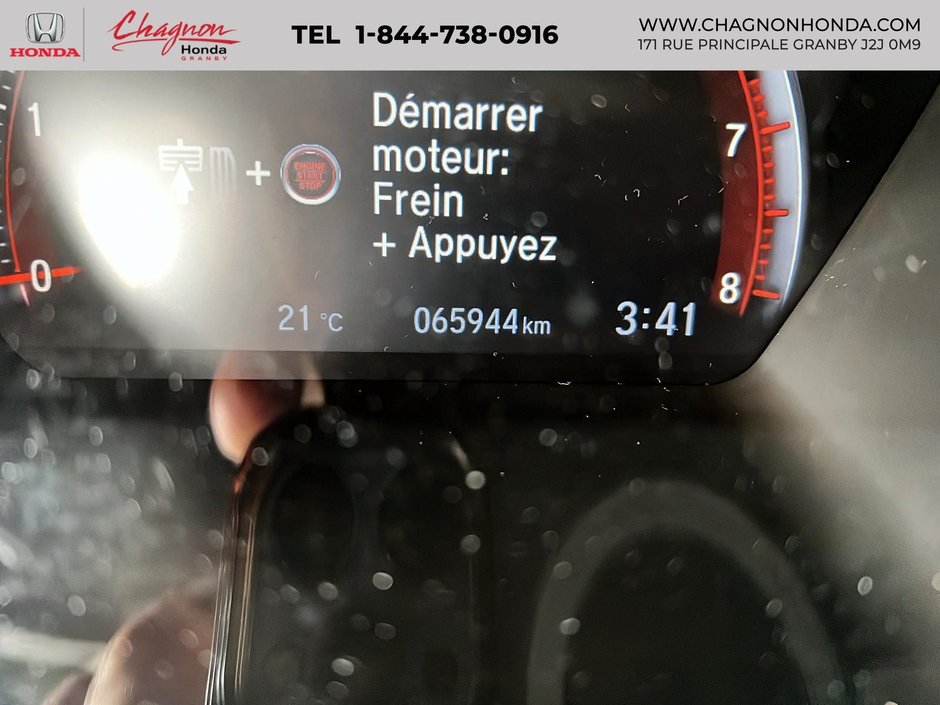 HONDA
Chagnon
Honda
GRANBY
TEL 1-844-738-0916
WWW.CHAGNONHONDA.COM
171 RUE PRINCIPALE GRANBY J2J 0M9
1
0
+
ENGINE
START
STOP
Démarrer
moteur:
Frein
+ Appuyez
7
8
21 °C
065944 km
3:41